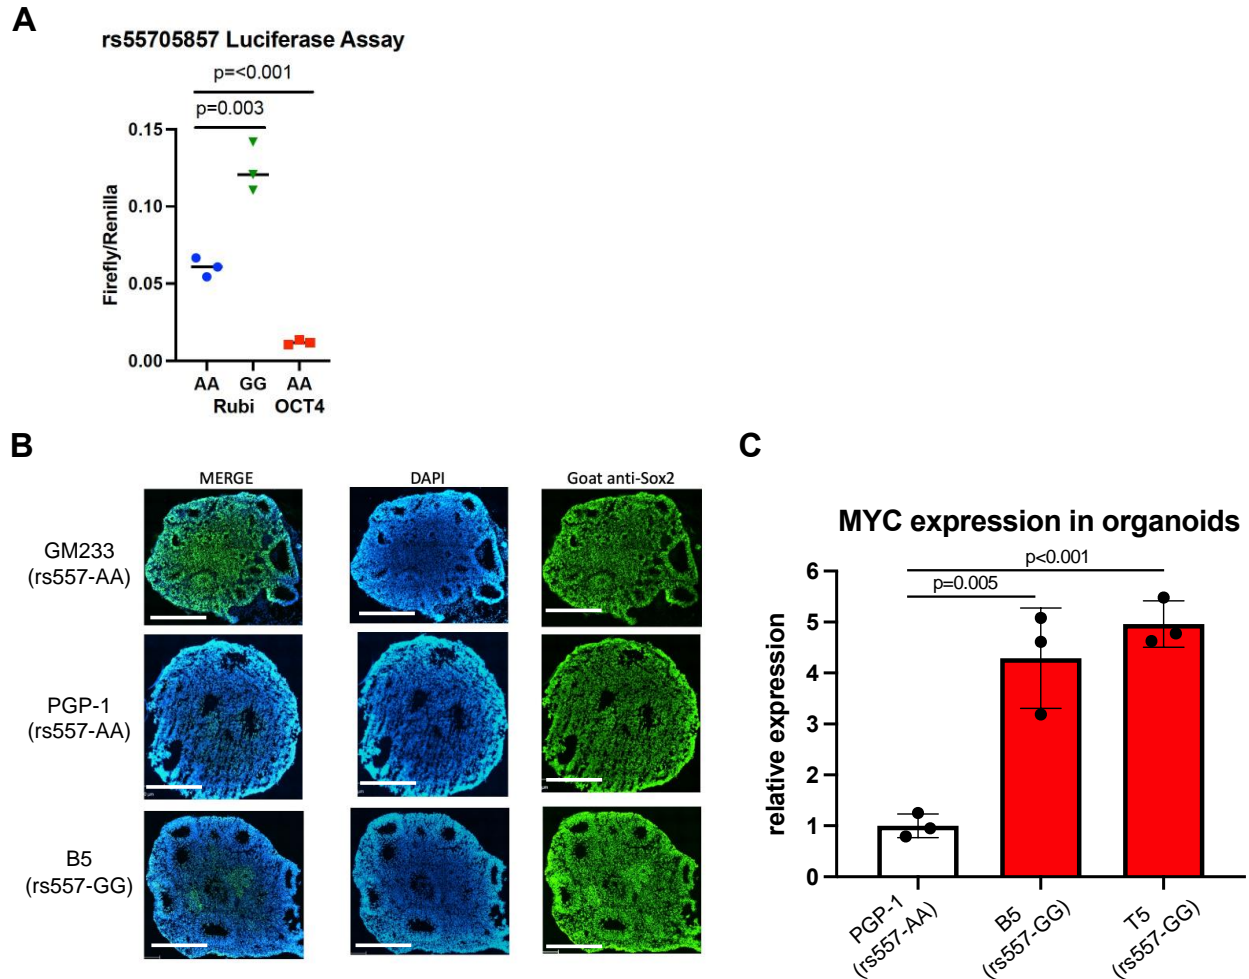 A
rs55705857 Luciferase Assay
p=<0.001
p=0.003
0.15
0.10
0.05
0.00
Firefly/Renilla
AA GG AA
Rubi OCT4
B
MERGE DAPI Goat anti-Sox2
GM233
(rs557-AA)
PGP-1
(rs557-AA)
B5
(rs557-GG)
C
MYC expression in organoids
p<0.001
p=0.005
6
5
4
3
2
1
0
relative expression
PGP-1
(rs557-AA)
B5
(rs557-GG)
T5
(rs557-GG)